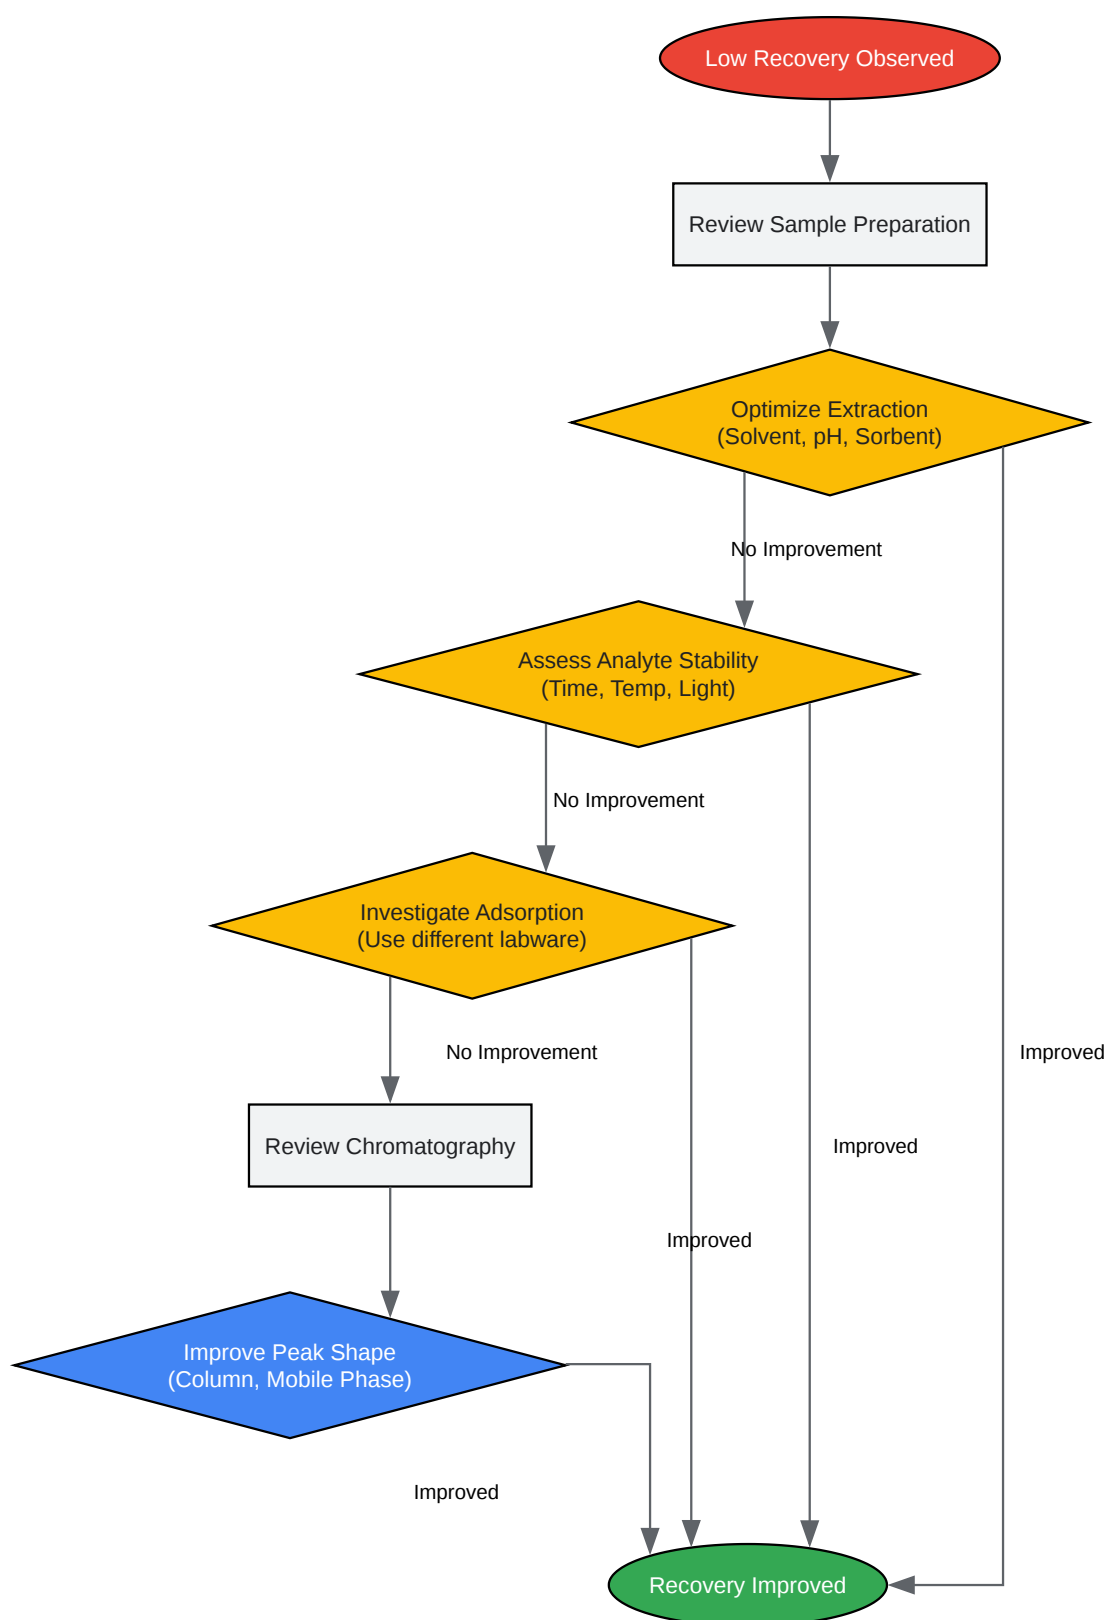 Low Recovery Observed
Review Sample Preparation
Optimize Extraction
(Solvent, pH, Sorbent)
No Improvement
Assess Analyte Stability
(Time, Temp, Light)
No Improvement
Investigate Adsorption
(Use different labware)
No Improvement
Improved
Review Chromatography
Improved
Improved
Improve Peak Shape
(Column, Mobile Phase)
Improved
Recovery Improved